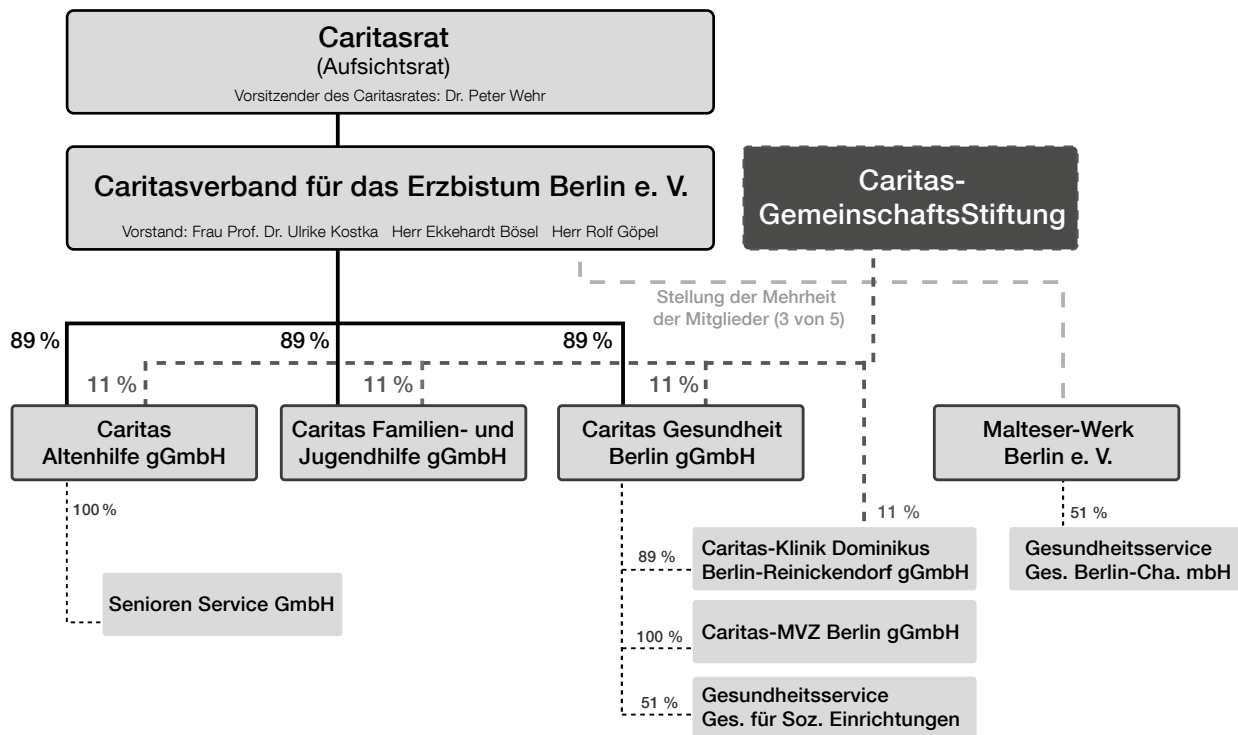 Caritasrat
(Aufsichtsrat)
Vorsitzender des Caritasrates: Dr. Peter Wehr
Caritasverband für das Erzbistum Berlin e. V.
Vorstand: Frau Prof. Dr. Ulrike Kostka Herr Ekkehardt Bösel Herr Rolf Göpel
Caritas-
GemeinschaftsStiftung
Stellung der Mehrheit
der Mitglieder (3 von 5)
89 %
89 %
89 %
11 %
11 %
11 %
Caritas
Altenhilfe gGmbH
Caritas Familien- und
Jugendhilfe gGmbH
Caritas Gesundheit
Berlin gGmbH
Malteser-Werk
Berlin e. V.
100 %
Senioren Service GmbH
11 %
89 %
Caritas-Klinik Dominikus
Berlin-Reinickendorf gGmbH
100 %
Caritas-MVZ Berlin gGmbH
51 %
Gesundheitsservice
Ges. für Soz. Einrichtungen
51 %
Gesundheitsservice
Ges. Berlin-Cha. mbH